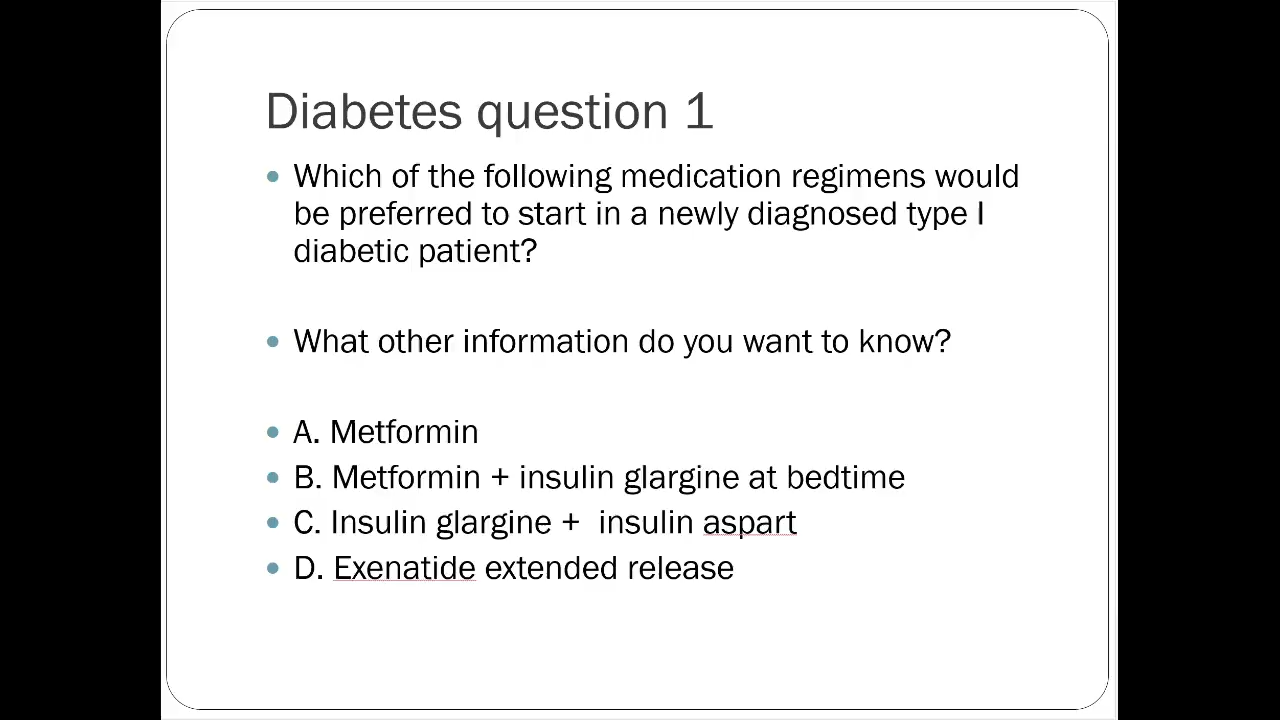 Diabetes question 1
• Which of the following medication regimens would
be preferred to start in a newly diagnosed type I
diabetic patient?
• What other information do you want to know?
• A. Metformin
• B. Metformin + insulin glargine at bedtime
• C. Insulin glargine +  insulin aspart
• D. Exenatide extended release